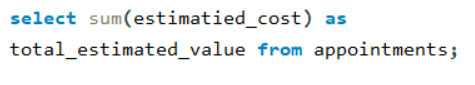 select sum(estimatied_cost) as
total_estimated_value from appointments;